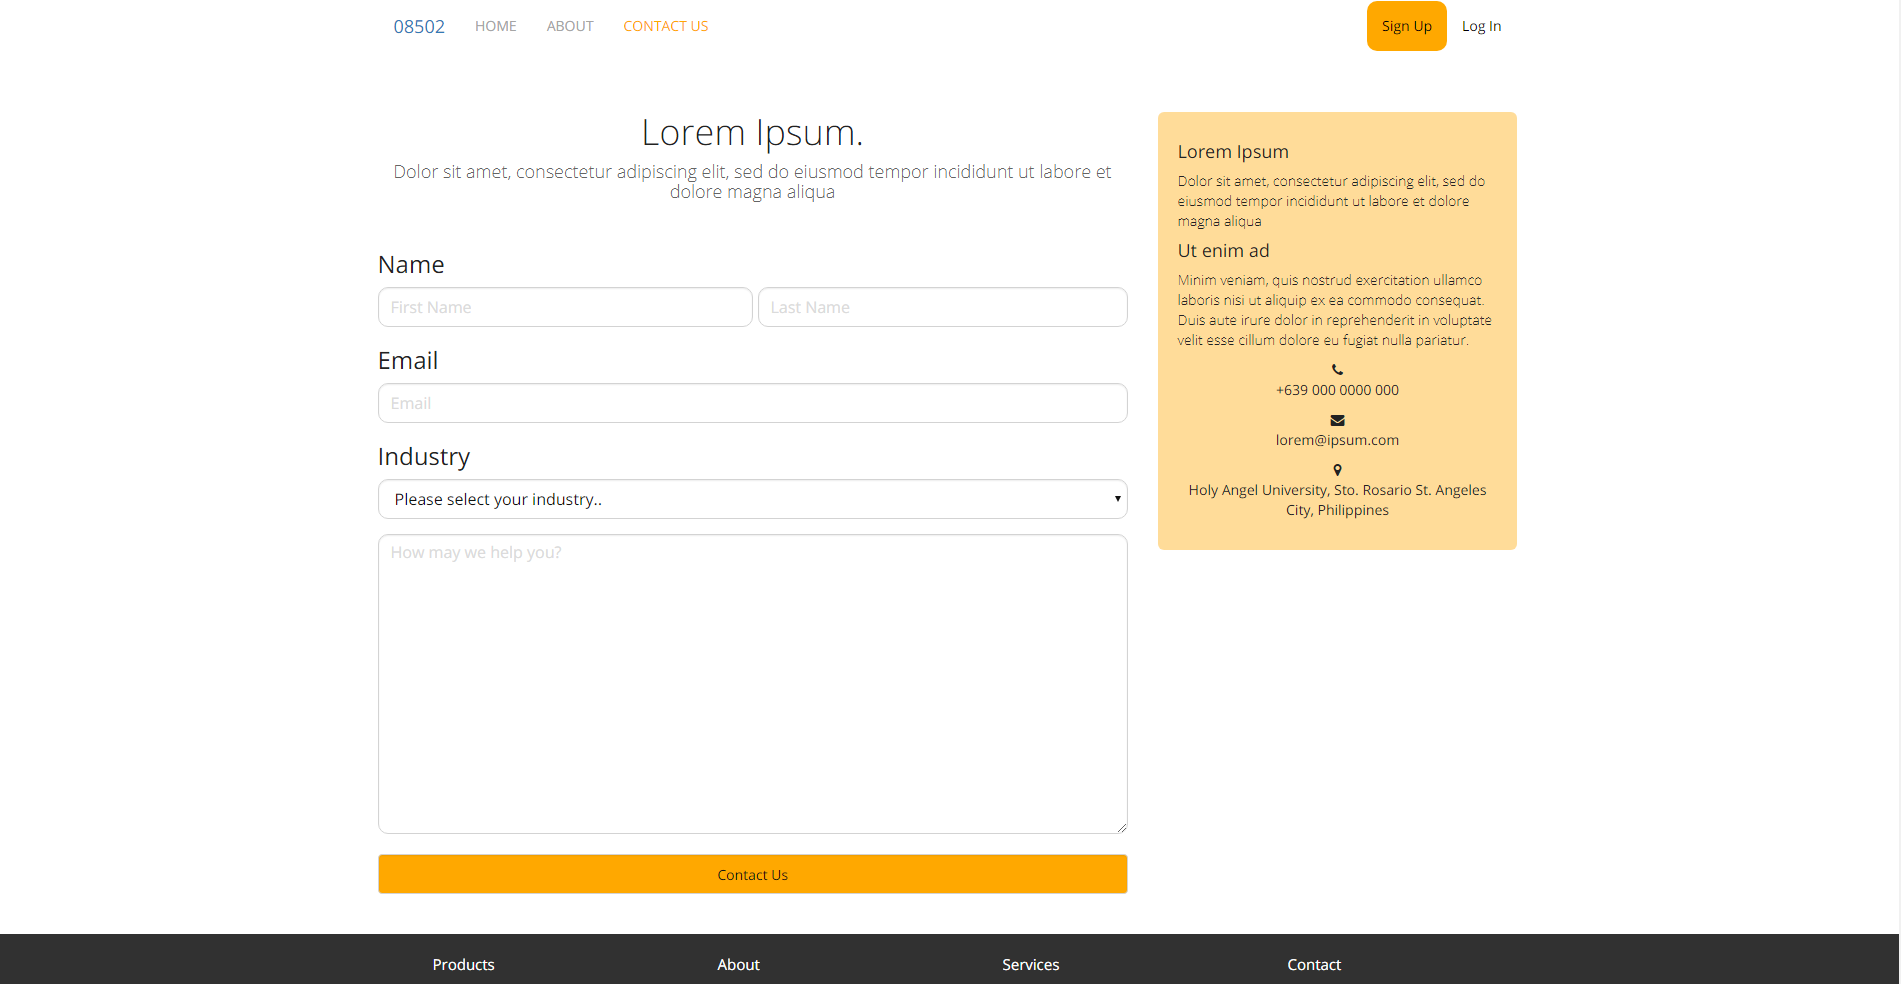 08502 HOME ABOUT CONTACT US Sign Up Log In
Lorem Ipsum.
Dolor sit amet, consectetur adipiscing elit, sed do eiusmod tempor incididunt ut labore et
dolore magna aliqua
Name
First Name Last Name
Email
Email
Industry
Please select your industry..
How may we help you?
Contact Us
Lorem Ipsum
Dolor sit amet, consectetur adipiscing elit, sed do
eiusmod tempor incididunt ut labore et dolore
magna aliqua
Ut enim ad
Minim veniam, quis nostrud exercitation ullamco
laboris nisi ut aliquip ex ea commodo consequat.
Duis aute irure dolor in reprehenderit in voluptate
velit esse cillum dolore eu fugiat nulla pariatur.
+639 000 0000 000
lorem@ipsum.com
Holy Angel University, Sto. Rosario St. Angeles
City, Philippines
Products About Services Contact